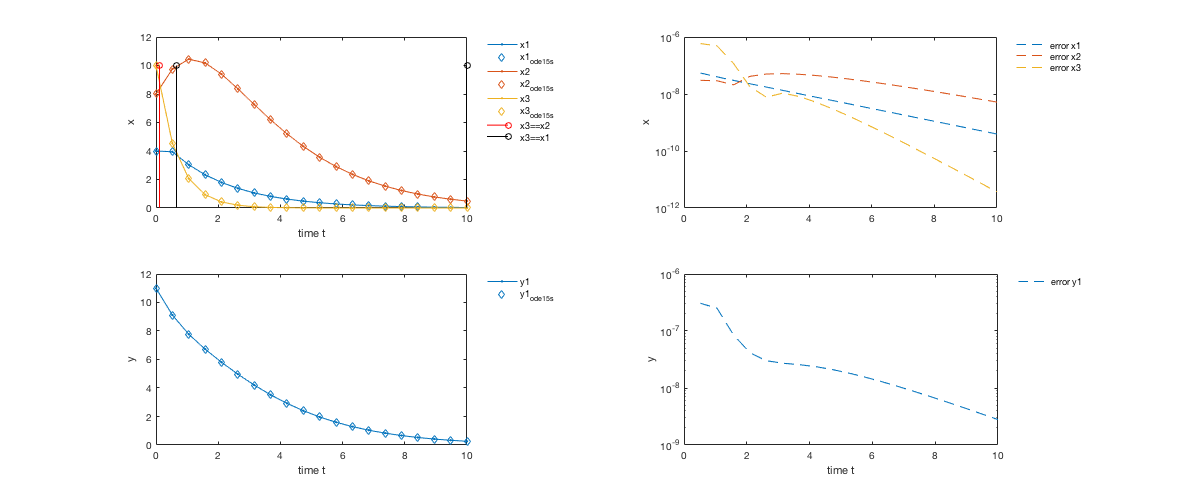 12
10
8
6
4
2
0
x
0 2 4 6 8 10
time t
x1
x1ode15s
x2
x2ode15s
x3
x3ode15s
x3==x2
x3==x1
10-6
10-8
10-10
10-12
x
0 2 4 6 8 10
error x1
error x2
error x3
12
10
8
6
4
2
0
y
0 2 4 6 8 10
time t
y1
y1ode15s
10-6
10-7
10-8
10-9
y
0 2 4 6 8 10
time t
error y1